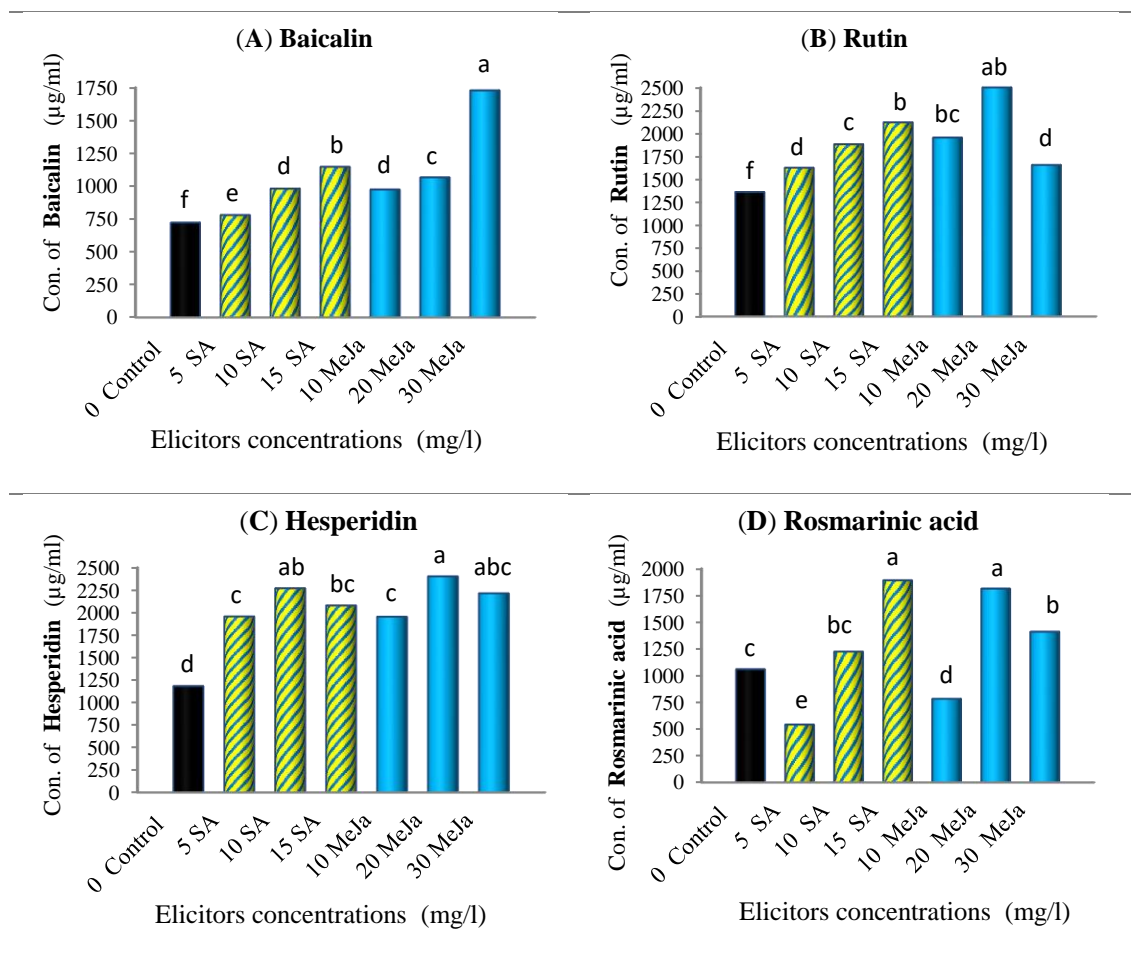 (A) Baicalin
Con. of Baicalin (µg/ml)
1750
1500
1250
1000
750
500
250
0
f
e
d
b
d
c
a
0 Control
5 SA
10 SA
15 SA
10 MeJa
20 MeJa
30 MeJa
Elicitors concentrations (mg/l)
(B) Rutin
Con. of Rutin (µg/ml)
2500
2250
2000
1750
1500
1250
1000
750
500
250
0
f
d
c
b
bc
ab
d
0 Control
5 SA
10 SA
15 SA
10 MeJa
20 MeJa
30 MeJa
Elicitors concentrations (mg/l)
(C) Hesperidin
Con. of Hesperidin (µg/ml)
2500
2250
2000
1750
1500
1250
1000
750
500
250
0
d
c
ab
bc
c
a
abc
0 Control
5 SA
10 SA
15 SA
10 MeJa
20 MeJa
30 MeJa
Elicitors concentrations (mg/l)
(D) Rosmarinic acid
Con. of Rosmarinic acid (µg/ml)
2000
1750
1500
1250
1000
750
500
250
0
c
e
bc
a
d
a
b
0 Control
5 SA
10 SA
15 SA
10 MeJa
20 MeJa
30 MeJa
Elicitors concentrations (mg/l)